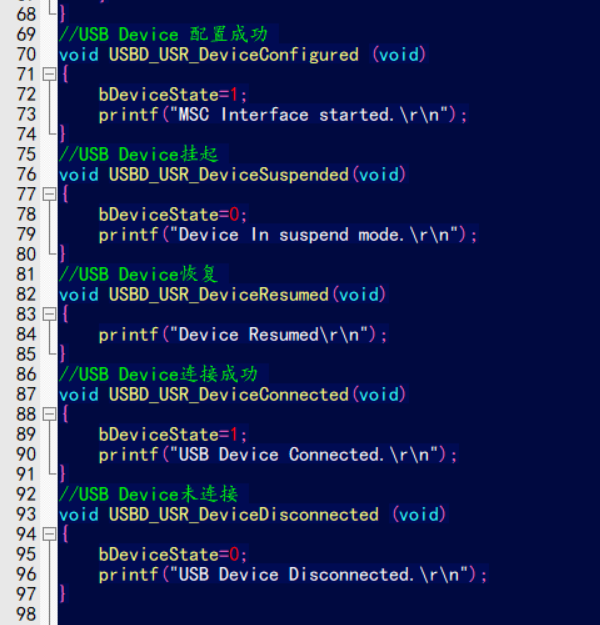 68 }
69 //USB Device 配置成功
70 void USBD_USR_DeviceConfigured (void)
71 {
72 bDeviceState=1;
73 printf("MSC Interface started.\r\n");
74 }
75 //USB Device挂起
76 void USBD_USR_DeviceSuspended(void)
77 {
78 bDeviceState=0;
79 printf("Device In suspend mode.\r\n");
80 }
81 //USB Device恢复
82 void USBD_USR_DeviceResumed(void)
83 {
84 printf("Device Resumed\r\n");
85 }
86 //USB Device连接成功
87 void USBD_USR_DeviceConnected(void)
88 {
89 bDeviceState=1;
90 printf("USB Device Connected.\r\n");
91 }
92 //USB Device未连接
93 void USBD_USR_DeviceDisconnected (void)
94 {
95 bDeviceState=0;
96 printf("USB Device Disconnected.\r\n");
97 }
98